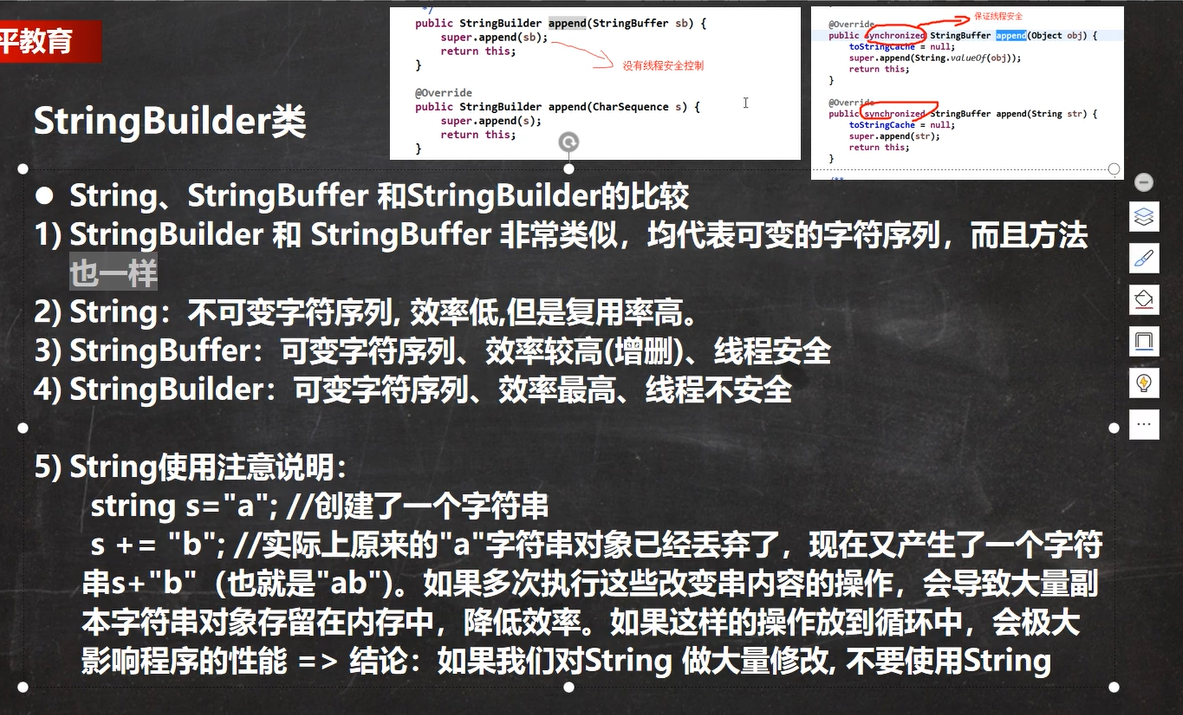 平教育
*/
public StringBuilder append(StringBuffer sb) {
super.append(sb);
return this;
}
没有线程安全控制
@Override
public StringBuilder append(CharSequence s) {
super.append(s);
return this;
}
保证线程安全
@Override
public synchronized StringBuffer append(Object obj) {
toStringCache = null;
super.append(String.valueOf(obj));
return this;
}
@Override
public synchronized StringBuffer append(String str) {
toStringCache = null;
super.append(str);
return this;
}
/**
StringBuilder类
● String、StringBuffer 和StringBuilder的比较
1) StringBuilder 和 StringBuffer 非常类似，均代表可变的字符序列，而且方法
也一样
2) String：不可变字符序列, 效率低,但是复用率高。
3) StringBuffer：可变字符序列、效率较高(增删)、线程安全
4) StringBuilder：可变字符序列、效率最高、线程不安全
5) String使用注意说明：
string s="a"; //创建了一个字符串
s += "b"; //实际上原来的"a"字符串对象已经丢弃了，现在又产生了一个字符
串s+"b"（也就是"ab")。如果多次执行这些改变串内容的操作，会导致大量副
本字符串对象存留在内存中，降低效率。如果这样的操作放到循环中，会极大
影响程序的性能 => 结论：如果我们对String 做大量修改, 不要使用String